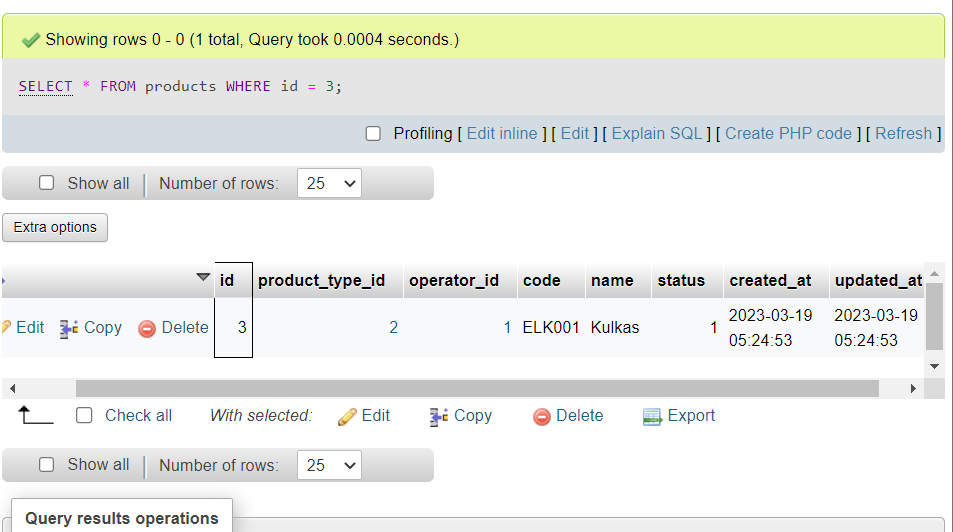 Showing rows 0 - 0 (1 total, Query took 0.0004 seconds.)
SELECT * FROM products WHERE id = 3;
Profiling [ Edit inline ] [ Edit ] [ Explain SQL ] [ Create PHP code ] [ Refresh ]
Show all Number of rows: 25
Extra options
id product_type_id operator_id code name status created_at updated_at
Edit Copy Delete 3 2 1 ELK001 Kulkas 1 2023-03-19 05:24:53 2023-03-19 05:24:53
Check all With selected: Edit Copy Delete Export
Show all Number of rows: 25
Query results operations